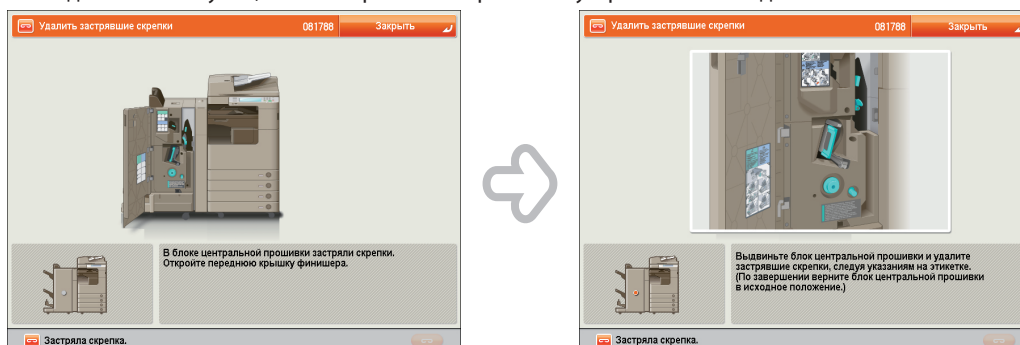 Удалить застрявшие скрепки
081788
Закрыть
В блоке центральной прошивки застряли скрепки.
Откройте переднюю крышку финишера.
Застряла скрепка.
Удалить застрявшие скрепки
081788
Закрыть
Выдвиньте блок центральной прошивки и удалите
застрявшие скрепки, следуя указаниям на этикетке.
(По завершении верните блок центральной прошивки
в исходное положение.)
Застряла скрепка.